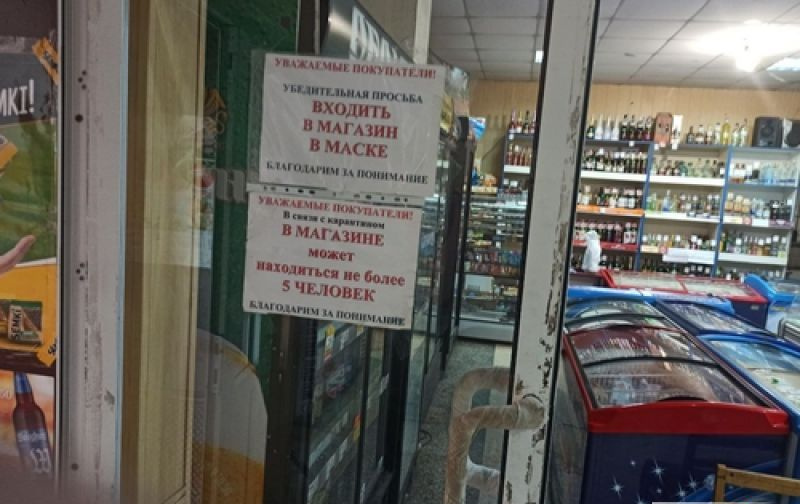 УВАЖАЕМЫЕ ПОКУПАТЕЛИ!
УБЕДИТЕЛЬНАЯ ПРОСЬБА
ВХОДИТЬ
В МАГАЗИН
В МАСКЕ
БЛАГОДАРИМ ЗА ПОНИМАНИЕ
УВАЖАЕМЫЕ ПОКУПАТЕЛИ!
В связи с карантином
В МАГАЗИНЕ
может
находиться не более
5 ЧЕЛОВЕК
БЛАГОДАРИМ ЗА ПОНИМАНИЕ